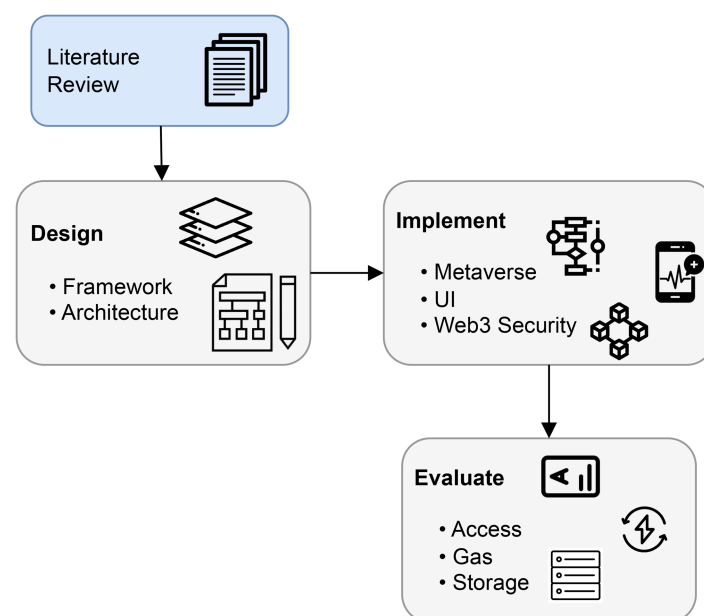 Literature
Review
Design
• Framework
• Architecture
Implement
• Metaverse
• UI
• Web3 Security
Evaluate
A
• Access
• Gas
• Storage